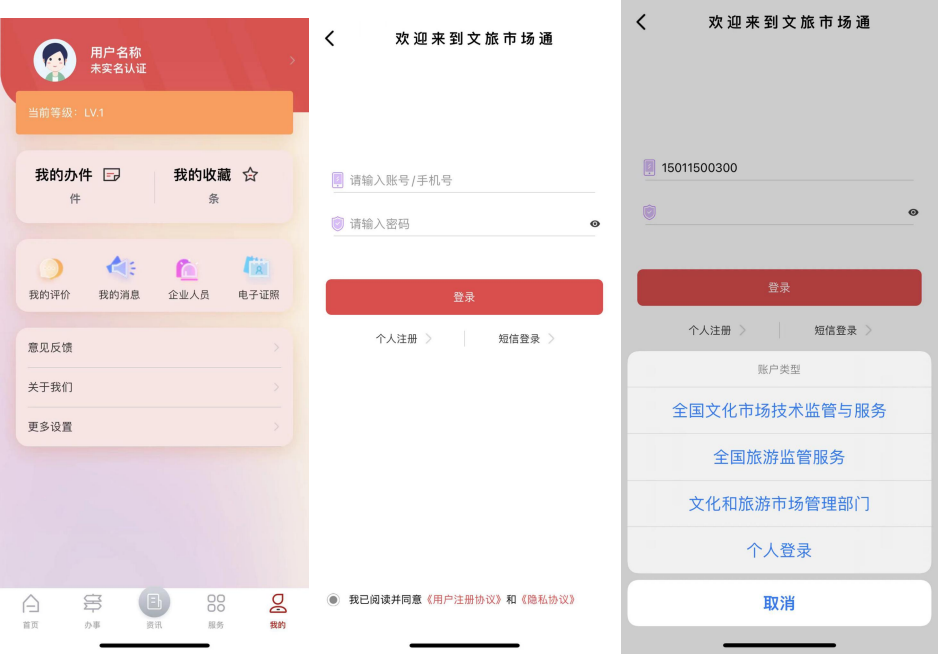 用户名称
未实名认证
当前等级：LV.1
我的办件
我的收藏
件
条
我的评价
我的消息
企业人员
电子证照
意见反馈
关于我们
更多设置
首页
办事
资讯
服务
我的
欢迎来到文旅市场通
请输入账号/手机号
请输入密码
登录
个人注册
短信登录
我已阅读并同意《用户注册协议》和《隐私协议》
欢迎来到文旅市场通
15011500300
登录
个人注册
短信登录
账户类型
全国文化市场技术监管与服务
全国旅游监管服务
文化和旅游市场管理部门
个人登录
取消